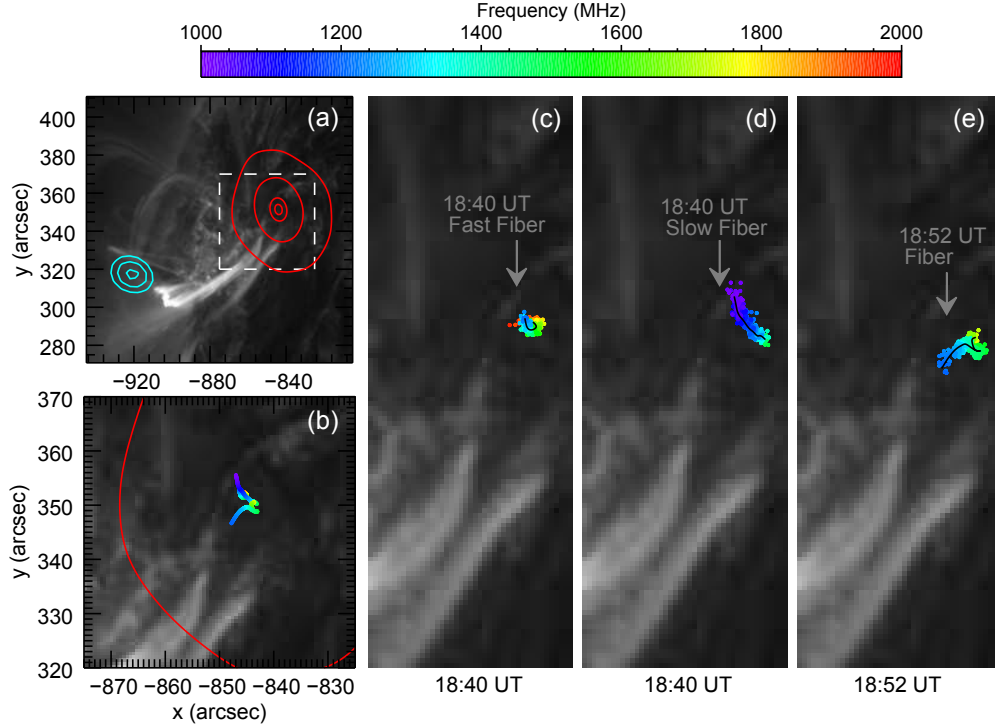 Frequency (MHz)
1000 1200 1400 1600 1800 2000
(a)
400
380
360
340
320
300
280
y (arcsec)
−920 −880 −840
(b)
370
360
350
340
330
320
y (arcsec)
−870 −860 −850 −840 −830
x (arcsec)
(c)
18:40 UT
Fast Fiber
18:40 UT
(d)
18:40 UT
Slow Fiber
18:40 UT
(e)
18:52 UT
Fiber
18:52 UT